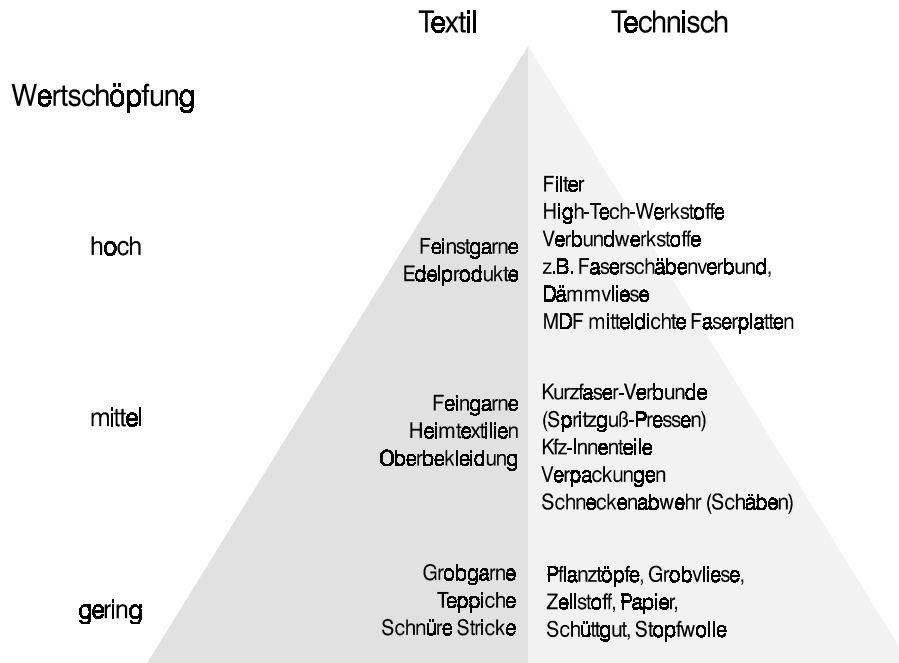 Textil
Technisch
Wertschöpfung
hoch
Feinstgarne
Edelprodukte
Filter
High-Tech-Werkstoffe
Verbundwerkstoffe
z.B. Faserschäbenverbund,
Dämmvliese
MDF mitteldichte Faserplatten
mittel
Feingarne
Heimtextilien
Oberbekleidung
Kurzfaser-Verbunde
(Spritzguß-Pressen)
Kfz-Innenteile
Verpackungen
Schneckenabwehr (Schäben)
gering
Grobgarne
Teppiche
Schnüre Stricke
Pflanztöpfe, Grobvliese,
Zellstoff, Papier,
Schüttgut, Stopfwolle